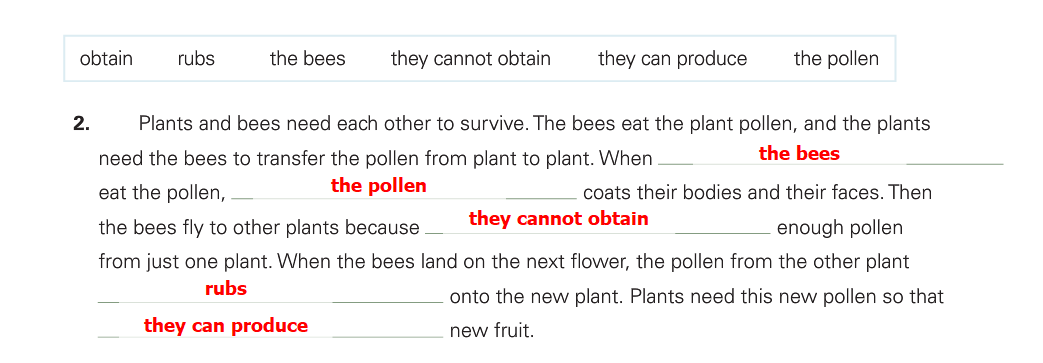 obtain rubs the bees they cannot obtain they can produce the pollen
2. Plants and bees need each other to survive. The bees eat the plant pollen, and the plants
need the bees to transfer the pollen from plant to plant. When the bees
eat the pollen, the pollen coats their bodies and their faces. Then
the bees fly to other plants because they cannot obtain enough pollen
from just one plant. When the bees land on the next flower, the pollen from the other plant
rubs onto the new plant. Plants need this new pollen so that
they can produce new fruit.